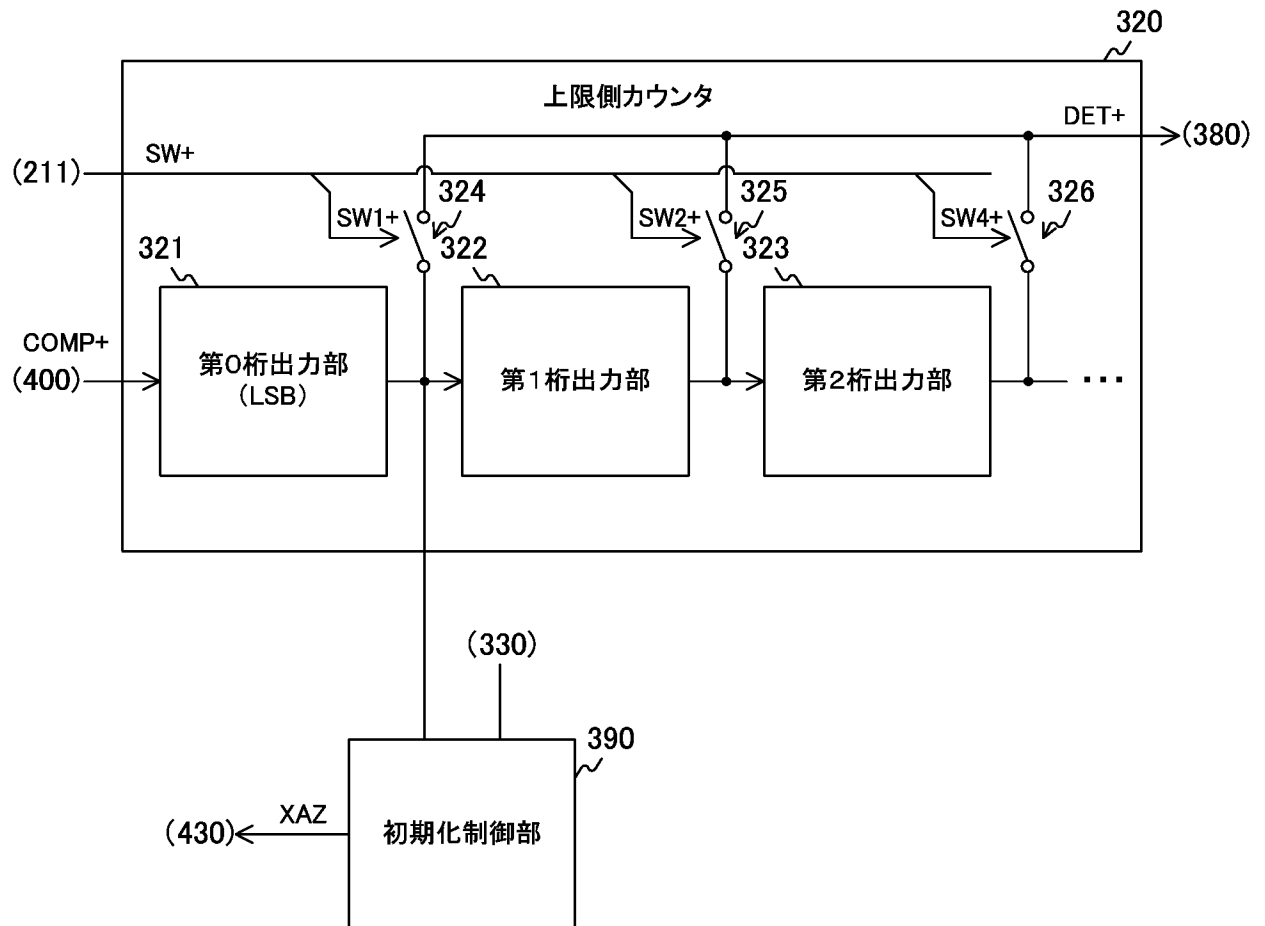 320
上限側カウンタ
DET+
(380)
(211)
SW+
SW1+
324
SW2+
325
SW4+
326
321
322
323
COMP+
(400)
第0桁出力部
(LSB)
第1桁出力部
第2桁出力部
・・・
(330)
390
(430)
XAZ
初期化制御部